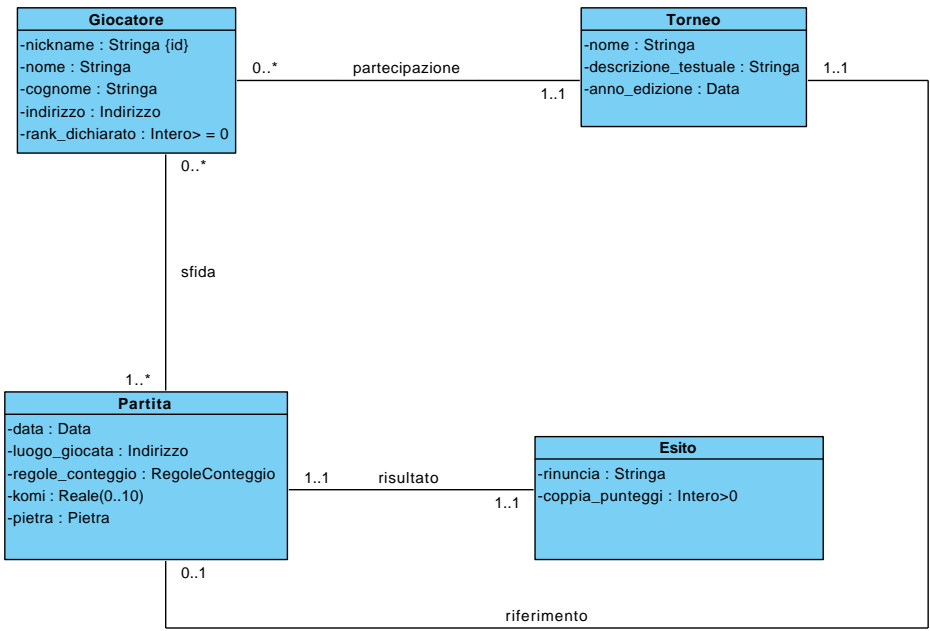 Giocatore
-nickname : Stringa {id}
-nome : Stringa
-cognome : Stringa
-indirizzo : Indirizzo
-rank_dichiarato : Intero> = 0
0..*
partecipazione
1..1
Torneo
-nome : Stringa
-descrizione_testuale : Stringa
-anno_edizione : Data
1..1
0..*
sfida
1..*
Partita
-data : Data
-luogo_giocata : Indirizzo
-regole_conteggio : RegoleConteggio
-komi : Reale(0..10)
-pietra : Pietra
1..1
risultato
1..1
Esito
-rinuncia : Stringa
-coppia_punteggi : Intero>0
0..1
riferimento